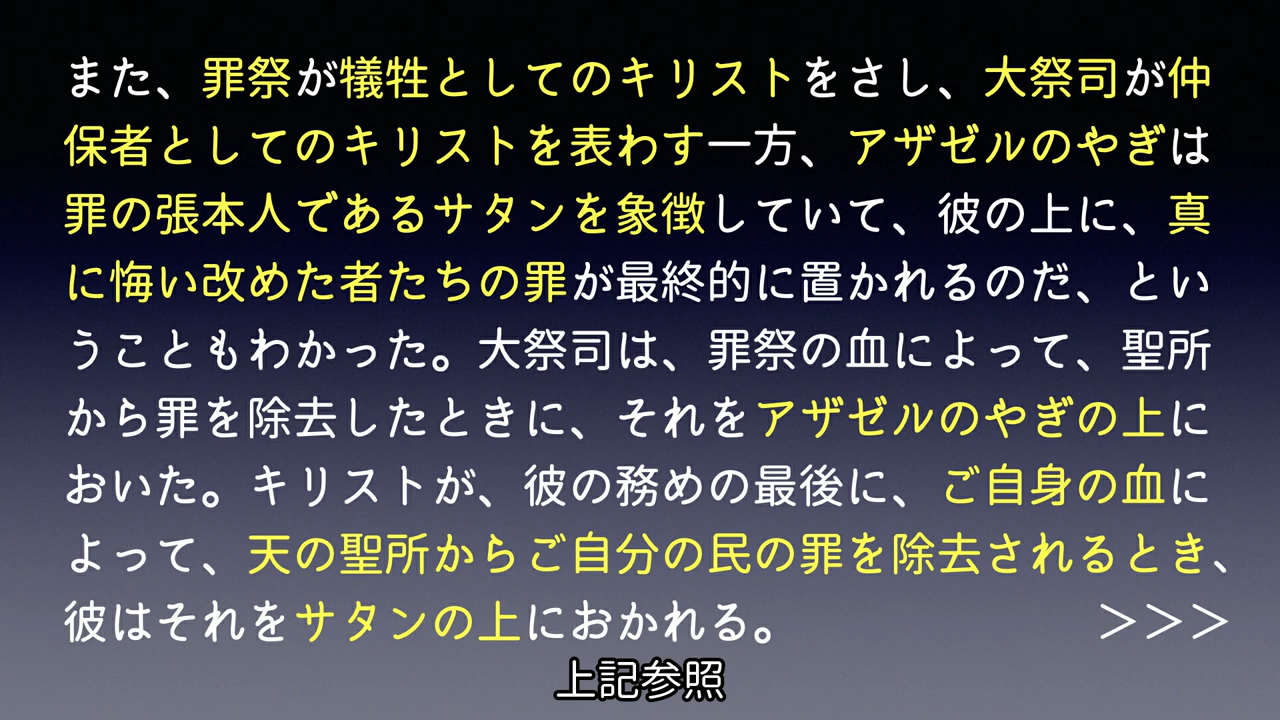 また、罪祭が犠牲としてのキリストをさし、大祭司が仲
保者としてのキリストを表わす一方、アザゼルのやぎは
罪の張本人であるサタンを象徴していて、彼の上に、真
に悔い改めた者たちの罪が最終的に置かれるのだ、とい
うこともわかった。大祭司は、罪祭の血によって、聖所
から罪を除去したときに、それをアザゼルのやぎの上に
おいた。キリストが、彼の務めの最後に、ご自身の血に
よって、天の聖所からご自分の民の罪を除去されるとき、
彼はそれをサタンの上におかれる。 >>>
上記参照